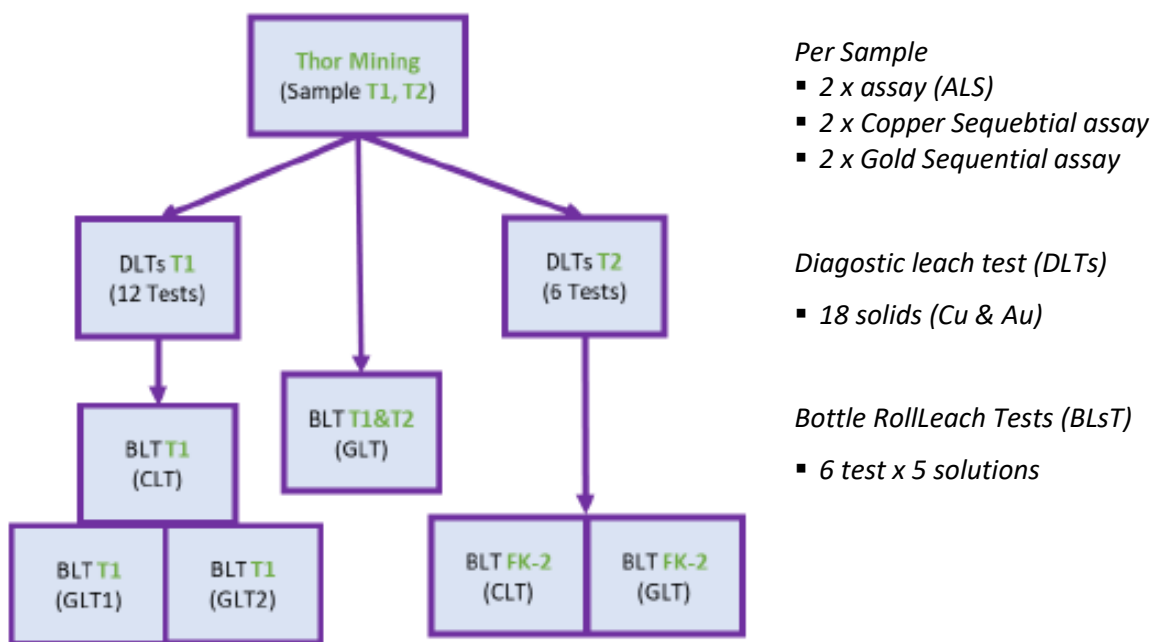 Thor Mining
(Sample T1, T2)
DLTs T1
(12 Tests)
DLTs T2
(6 Tests)
BLT T1&T2
(GLT)
BLT T1
(CLT)
BLT T1
(GLT1)
BLT T1
(GLT2)
BLT FK-2
(CLT)
BLT FK-2
(GLT)
Per Sample
▪ 2 x assay (ALS)
▪ 2 x Copper Sequebtial assay
▪ 2 x Gold Sequential assay
Diagostic leach test (DLTs)
▪ 18 solids (Cu & Au)
Bottle RollLeach Tests (BLsT)
▪ 6 test x 5 solutions